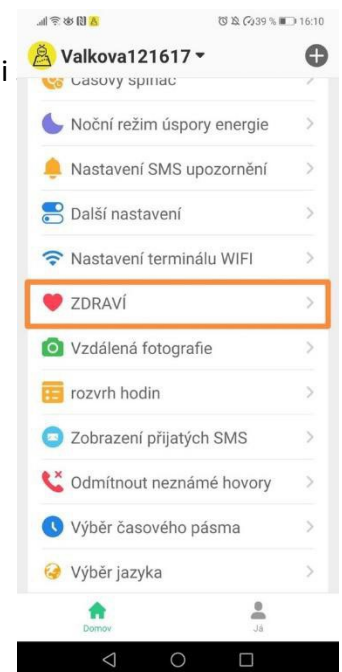 39 % 16:10
i
Valkova121617
Časový spínač
Noční režim úspory energie
Nastavení SMS upozornění
Další nastavení
Nastavení terminálu WIFI
ZDRAVÍ
Vzdálená fotografie
rozvrh hodin
Zobrazení přijatých SMS
Odmítnout neznámé hovory
Výběr časového pásma
Výběr jazyka
Domov Já